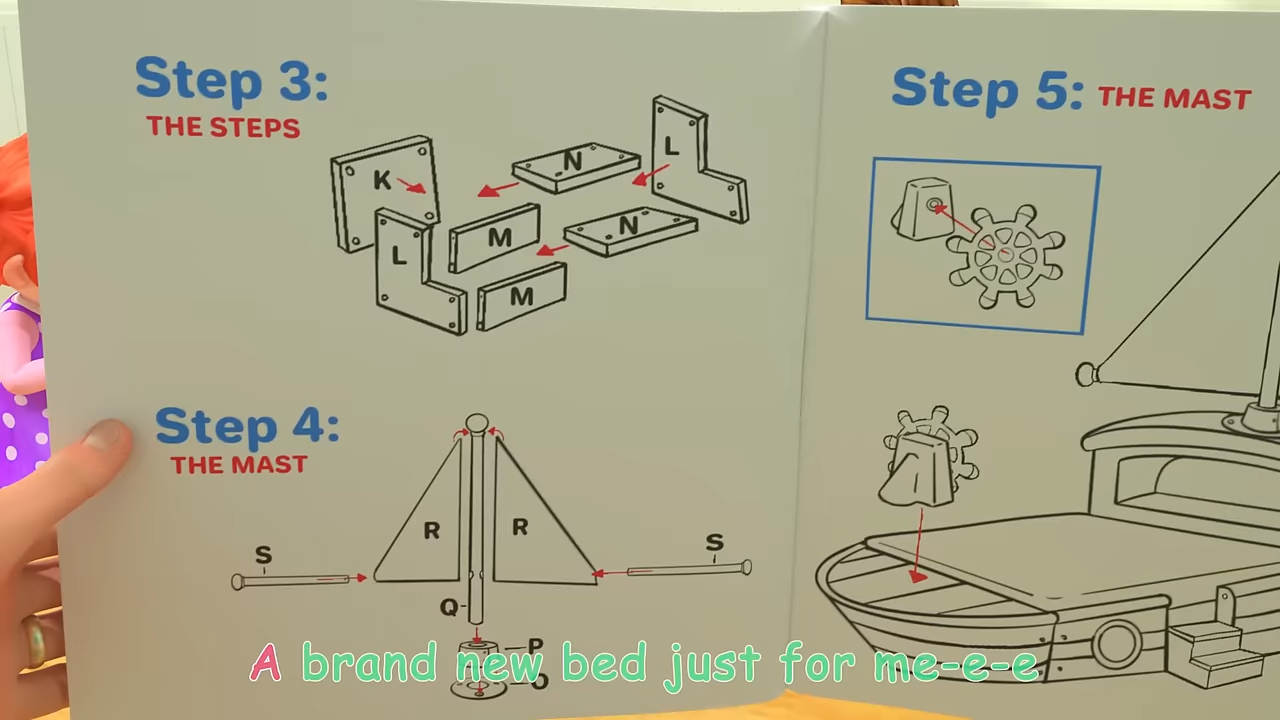 Step 3:
THE STEPS
K
N
L
L
M
N
M
Step 4:
THE MAST
R
R
S
S
Q
P
O
Step 5: THE MAST
A brand new bed just for me-e-e